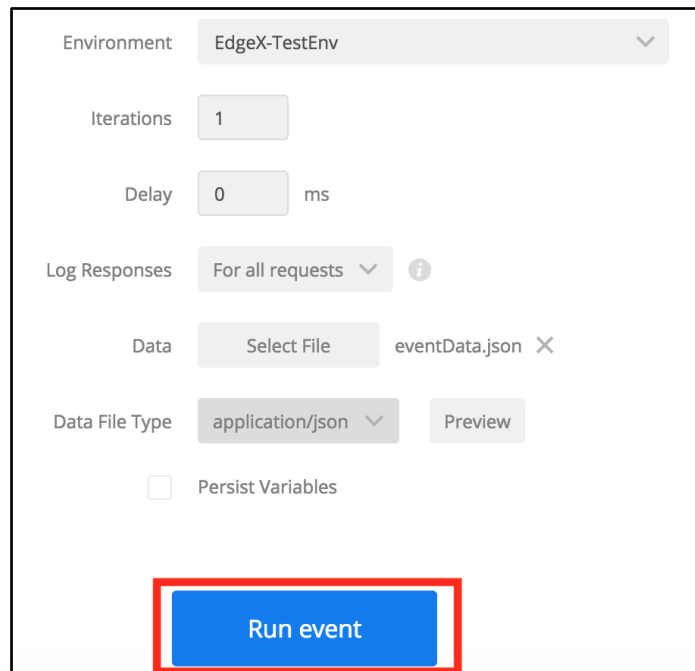 Environment EdgeX-TestEnv
Iterations 1
Delay 0 ms
Log Responses For all requests i
Data Select File eventData.json
Data File Type application/json Preview
Persist Variables
Run event